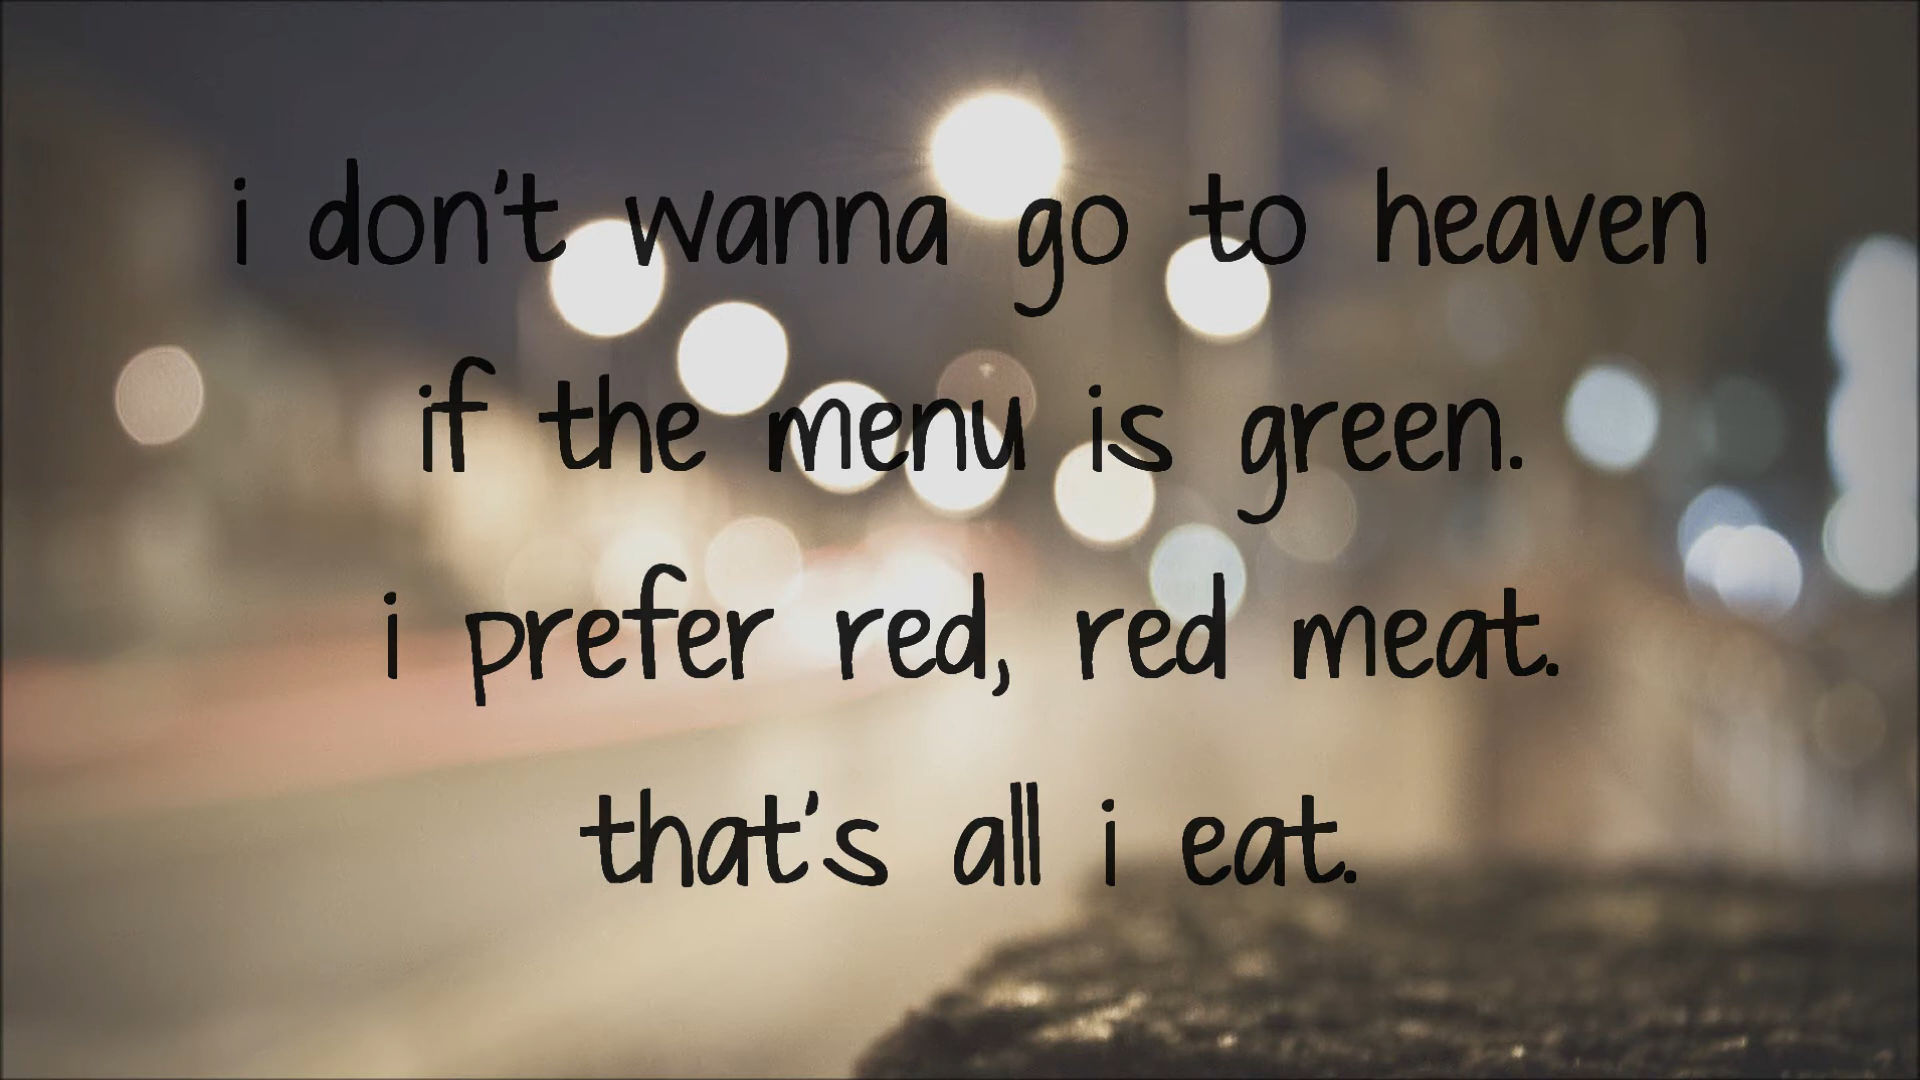 i don't wanna go to heaven
if the menu is green.
i prefer red, red meat.
that's all i eat.